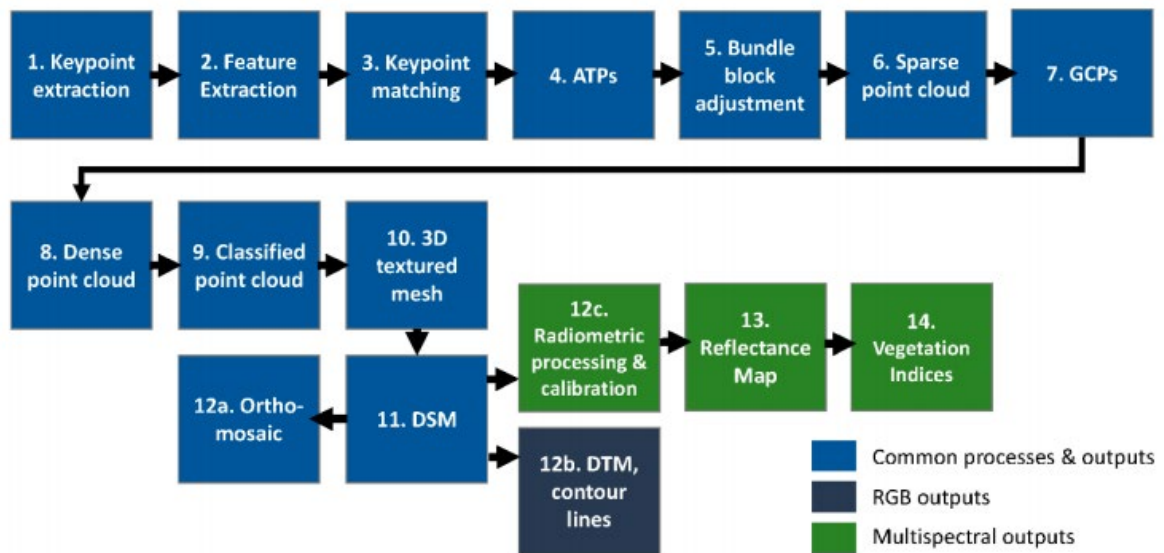 1. Keypoint
extraction
2. Feature
Extraction
3. Keypoint
matching
4. ATPs
5. Bundle
block
adjustment
6. Sparse
point cloud
7. GCPs
8. Dense
point cloud
9. Classified
point cloud
10. 3D
textured
mesh
12c.
Radiometric
processing &
calibration
13.
Reflectance
Map
14.
Vegetation
Indices
12a. Ortho-
mosaic
11. DSM
12b. DTM,
contour
lines
Common processes & outputs
RGB outputs
Multispectral outputs